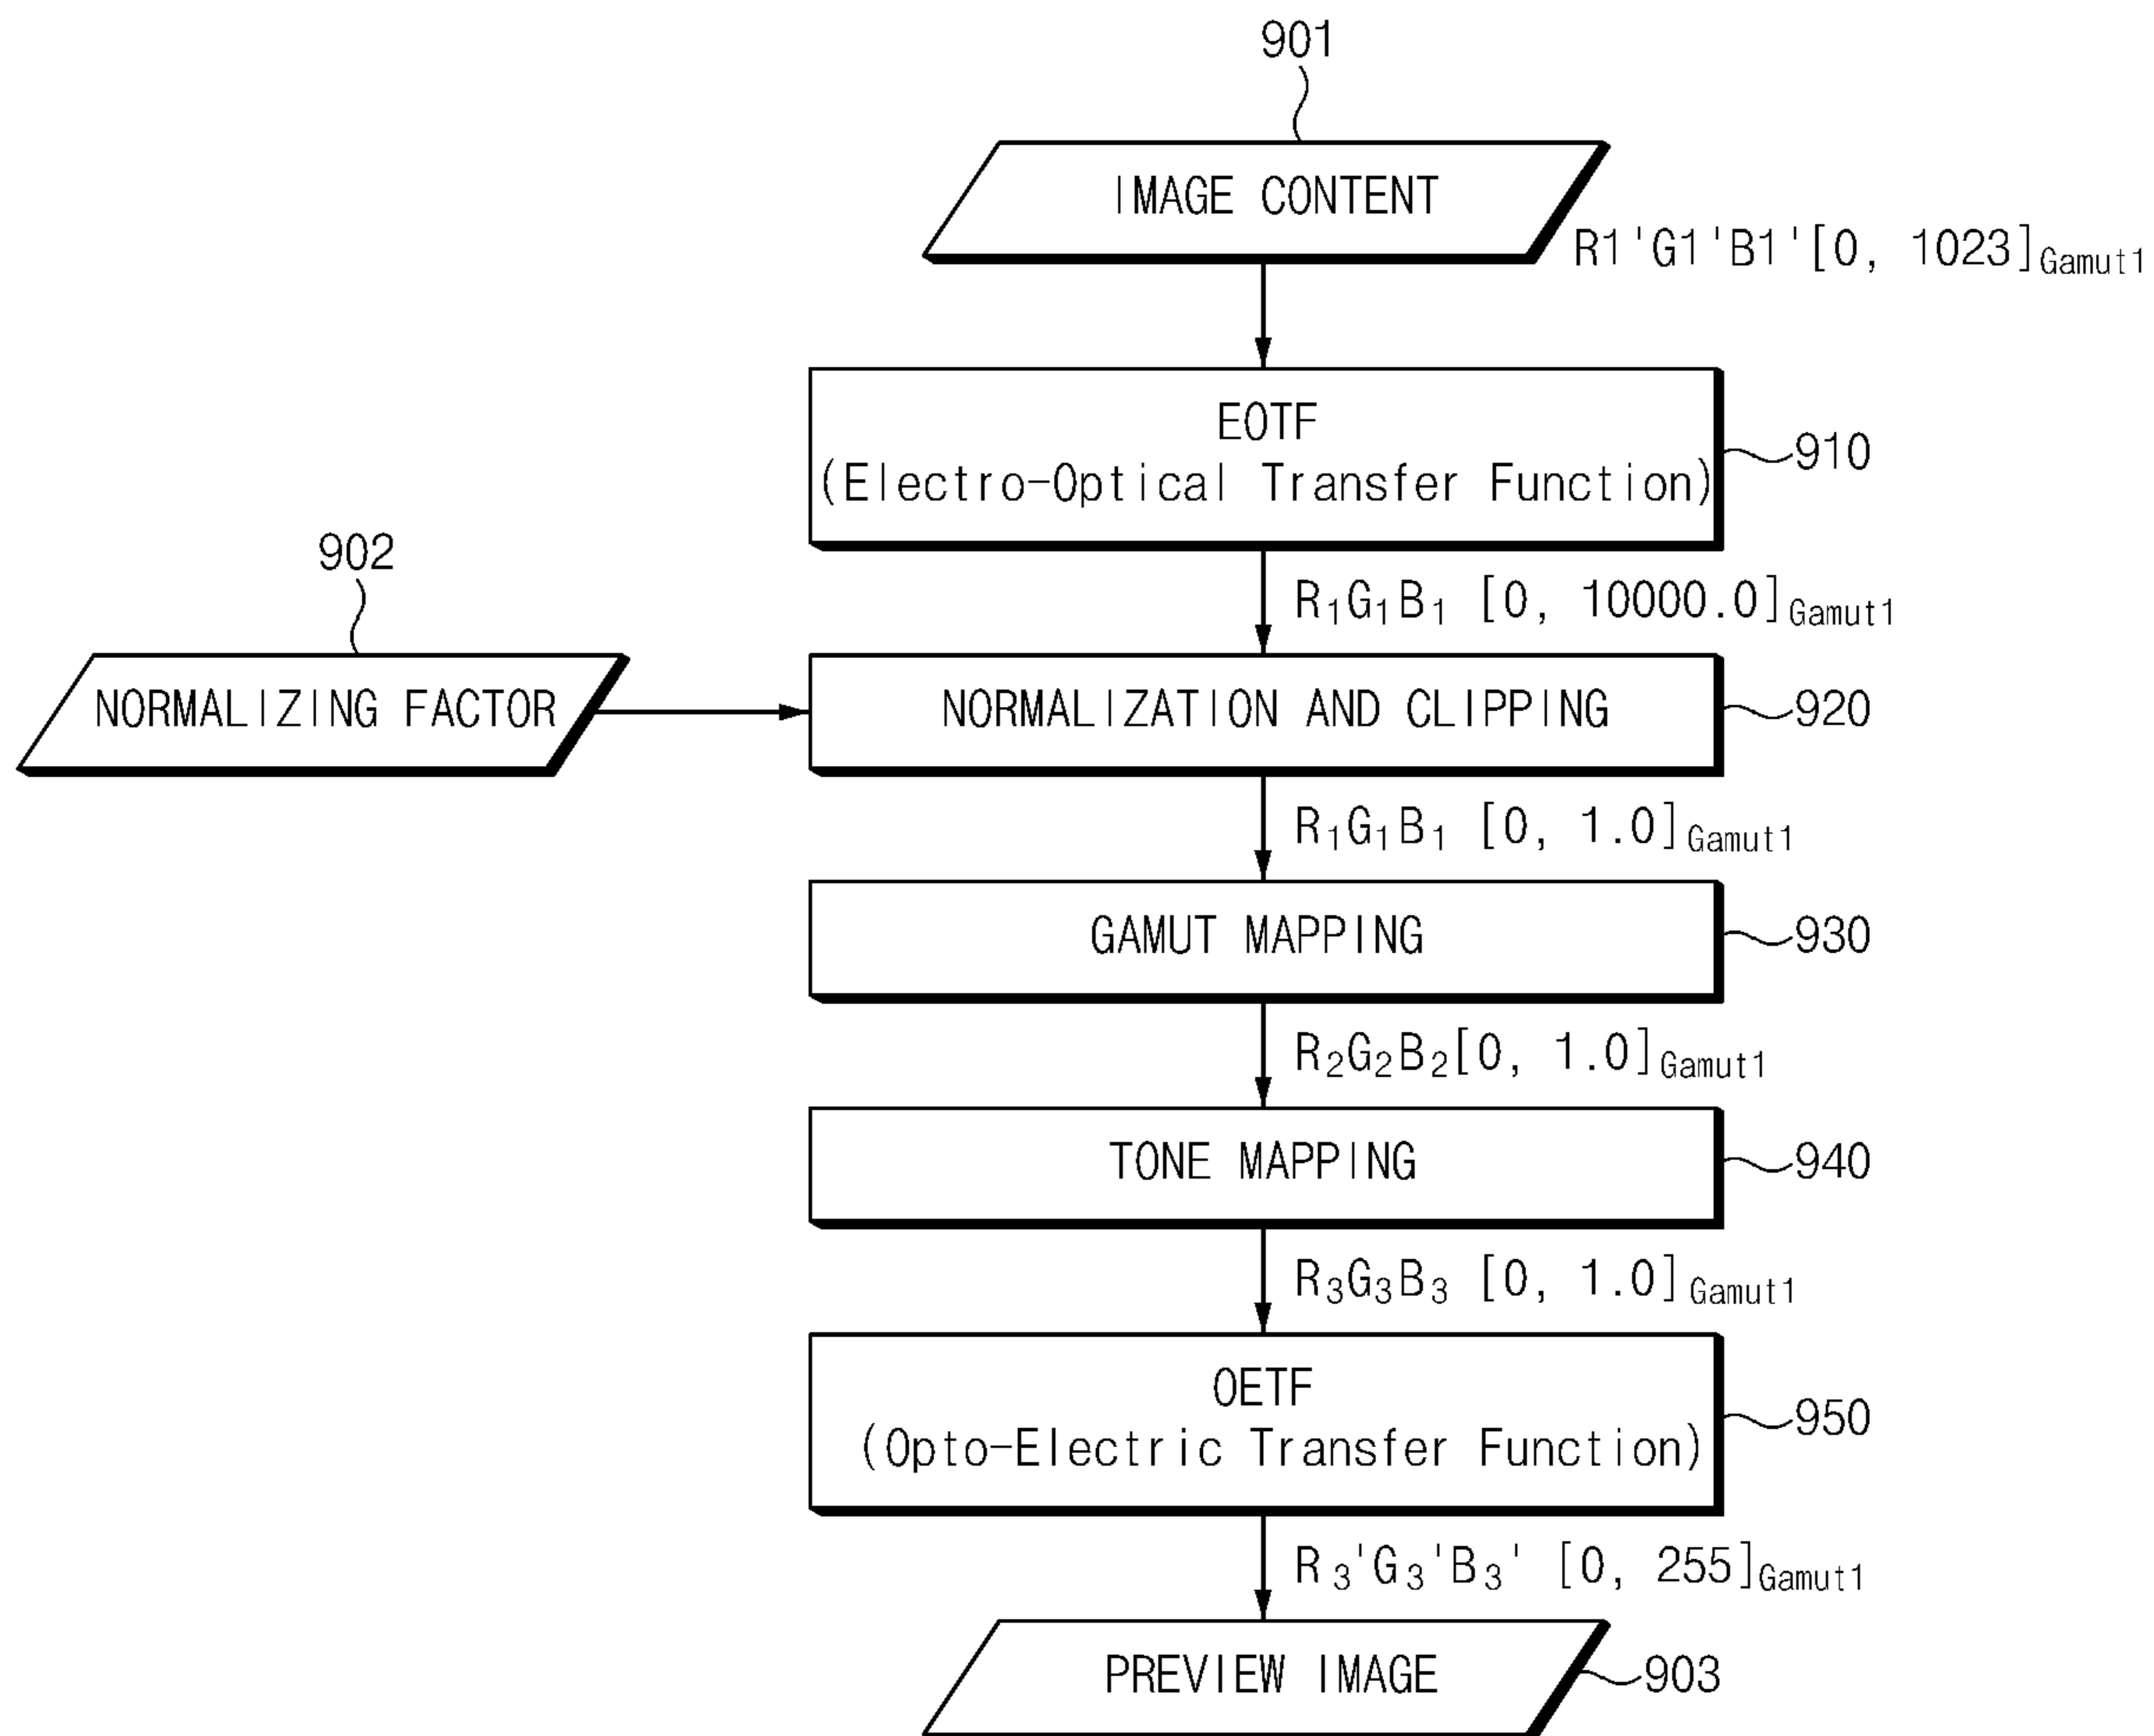 901
IMAGE CONTENT
R1'G1'B1'[0, 1023]Gamut1
EOTF
(Electro-Optical Transfer Function)
910
R₁G₁B₁ [0, 10000.0]Gamut1
902
NORMALIZING FACTOR
NORMALIZATION AND CLIPPING
920
R₁G₁B₁ [0, 1.0]Gamut1
GAMUT MAPPING
930
R₂G₂B₂[0, 1.0]Gamut1
TONE MAPPING
940
R₃G₃B₃ [0, 1.0]Gamut1
OETF
(Opto-Electric Transfer Function)
950
R₃'G₃'B₃' [0, 255]Gamut1
PREVIEW IMAGE
903